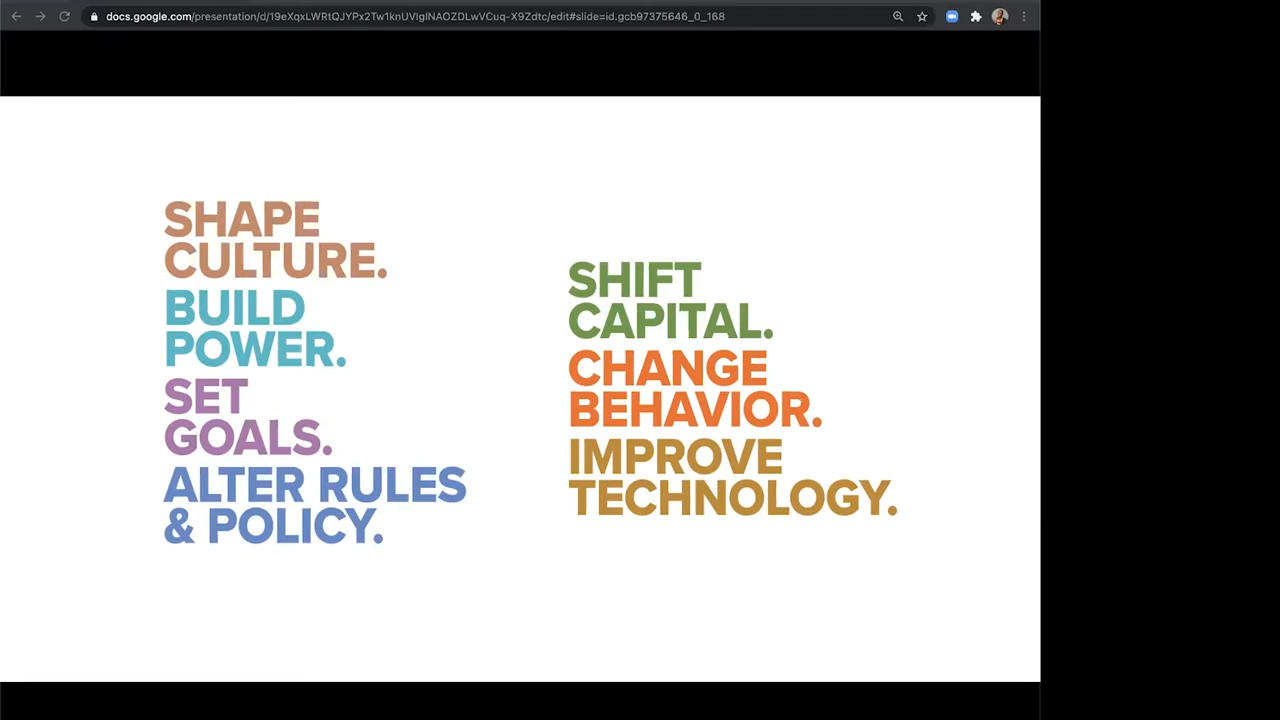 docs.google.com/presentation/d/19eXqxLWRtQJYPx2Tw1knUVIgINAOZDLwVCuq-X9Zdtc/edit#slide=id.gcb97375646_0_168
SHAPE
CULTURE.
BUILD
POWER.
SET
GOALS.
ALTER RULES
& POLICY.
SHIFT
CAPITAL.
CHANGE
BEHAVIOR.
IMPROVE
TECHNOLOGY.